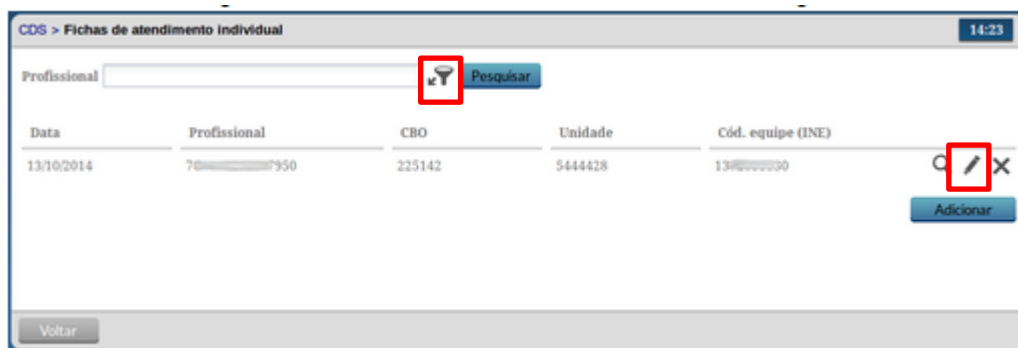 CDS > Fichas de atendimento individual 14:23
Profissional Pesquisar
Data Profissional CBO Unidade Cód. equipe (INE)
13/10/2014 225142 5444428
Adicionar
Voltar